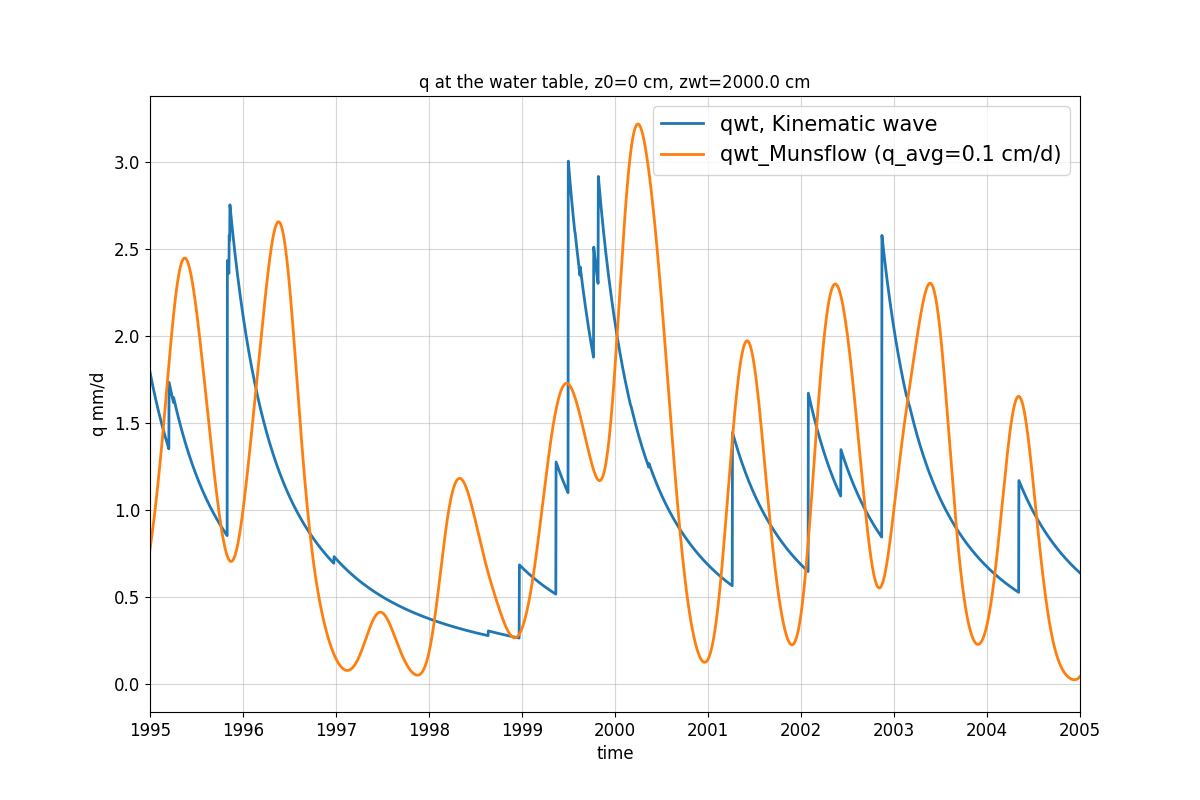 q at the water table, z0=0 cm, zwt=2000.0 cm
qwt, Kinematic wave
qwt_Munsflow (q_avg=0.1 cm/d)
q mm/d
3.0
2.5
2.0
1.5
1.0
0.5
0.0
1995 1996 1997 1998 1999 2000 2001 2002 2003 2004 2005
time